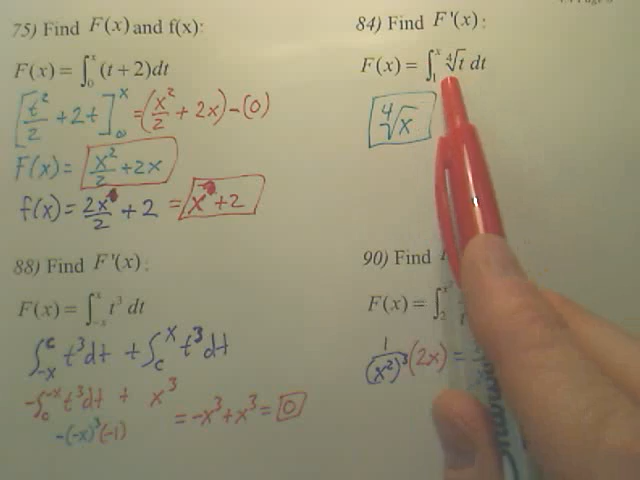 75) Find F(x) and f(x):
F(x) = ∫₀ˣ (t + 2)dt
[t²/2 + 2t]₀ˣ = (x²/2 + 2x) - (0)
F(x) = x²/2 + 2x
f(x) = 2x/2 + 2 = x + 2
84) Find F'(x):
F(x) = ∫₁ˣ ⁴√t dt
⁴√x
88) Find F'(x):
F(x) = ∫₋ₓˣ t³ dt
∫₋ₓᶜ t³dt + ∫cˣ t³dt
-∫c⁻ˣ t³dt + x³
-(-x)³(-1)
= -x³ + x³ = 0
90) Find
F(x) = ∫₂
1/(x²)³ (2x) =